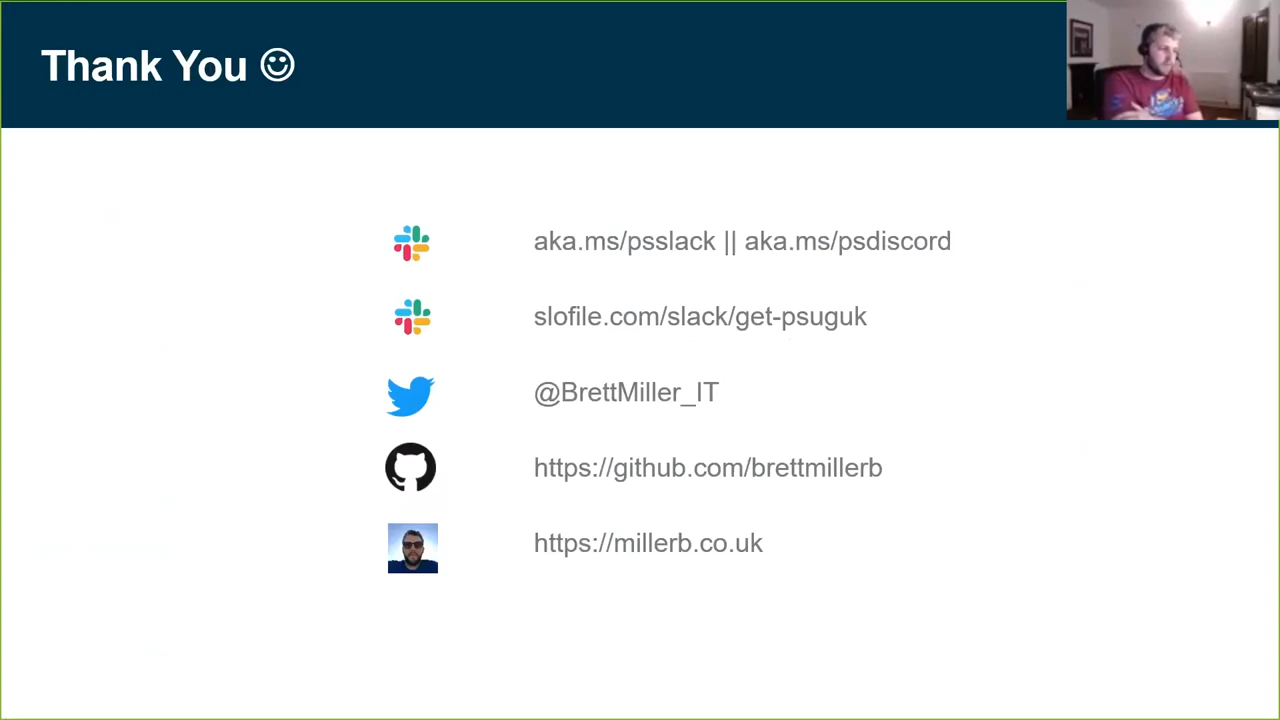 Thank You ☺
aka.ms/psslack || aka.ms/psdiscord
slofile.com/slack/get-psuguk
@BrettMiller_IT
https://github.com/brettmillerb
https://millerb.co.uk